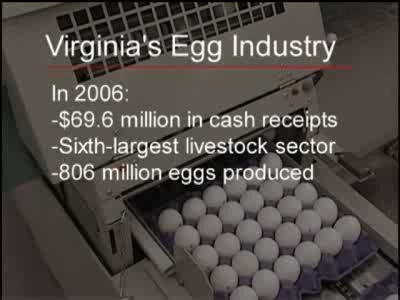 Virginia's Egg Industry
In 2006:
-$69.6 million in cash receipts
-Sixth-largest livestock sector
-806 million eggs produced